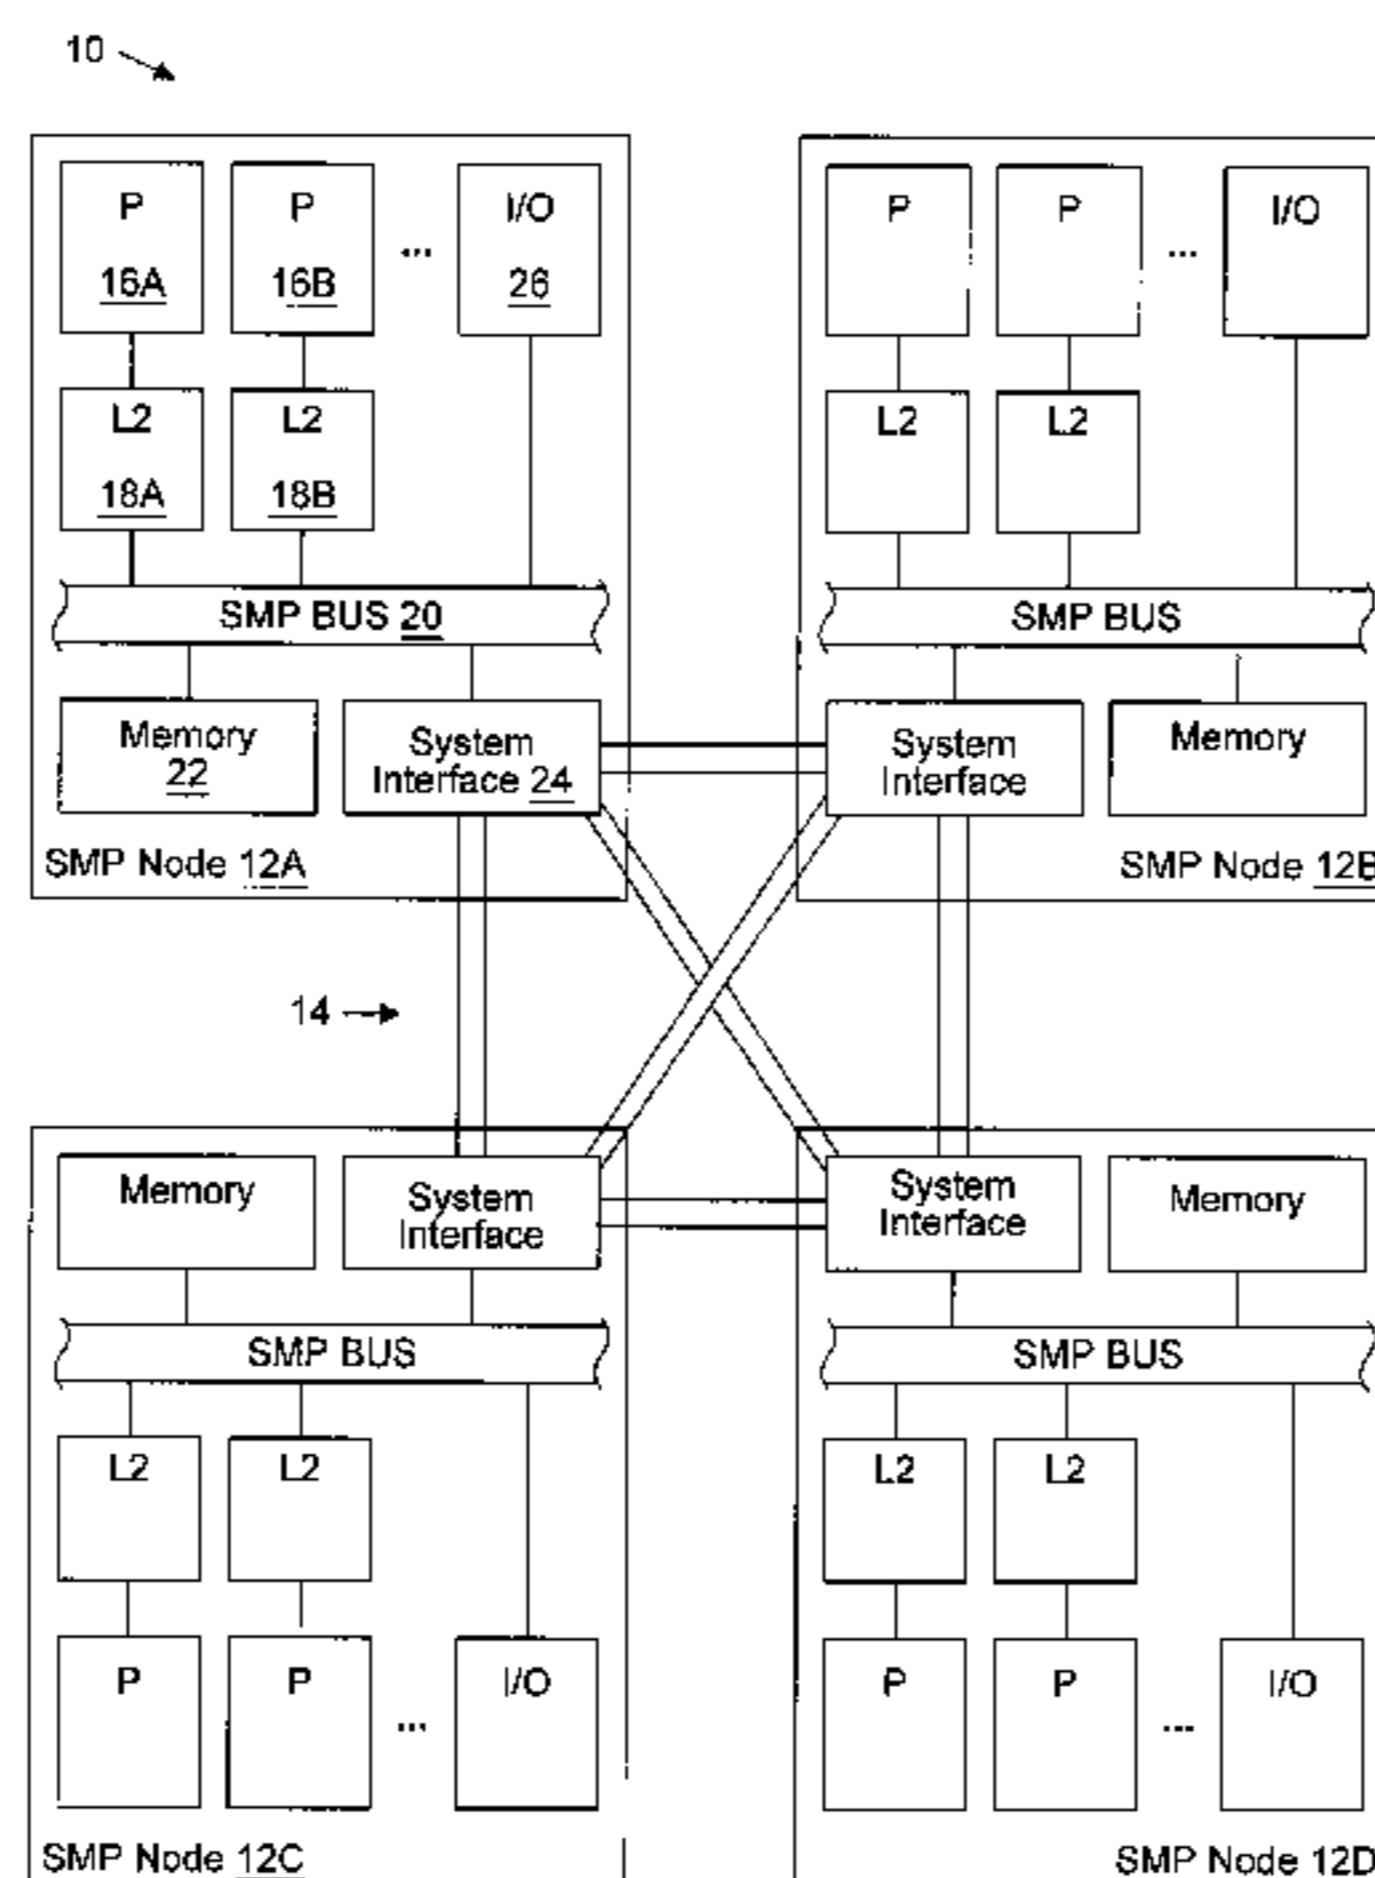 10
P P ... I/O
16A 16B 26
L2 L2
18A 18B
SMP BUS 20
Memory 22
System Interface 24
SMP Node 12A
P P ... I/O
L2 L2
SMP BUS
System Interface
Memory
SMP Node 12B
14
Memory
System Interface
SMP BUS
L2 L2
P P ... I/O
SMP Node 12C
System Interface
Memory
SMP BUS
L2 L2
P P ... I/O
SMP Node 12D